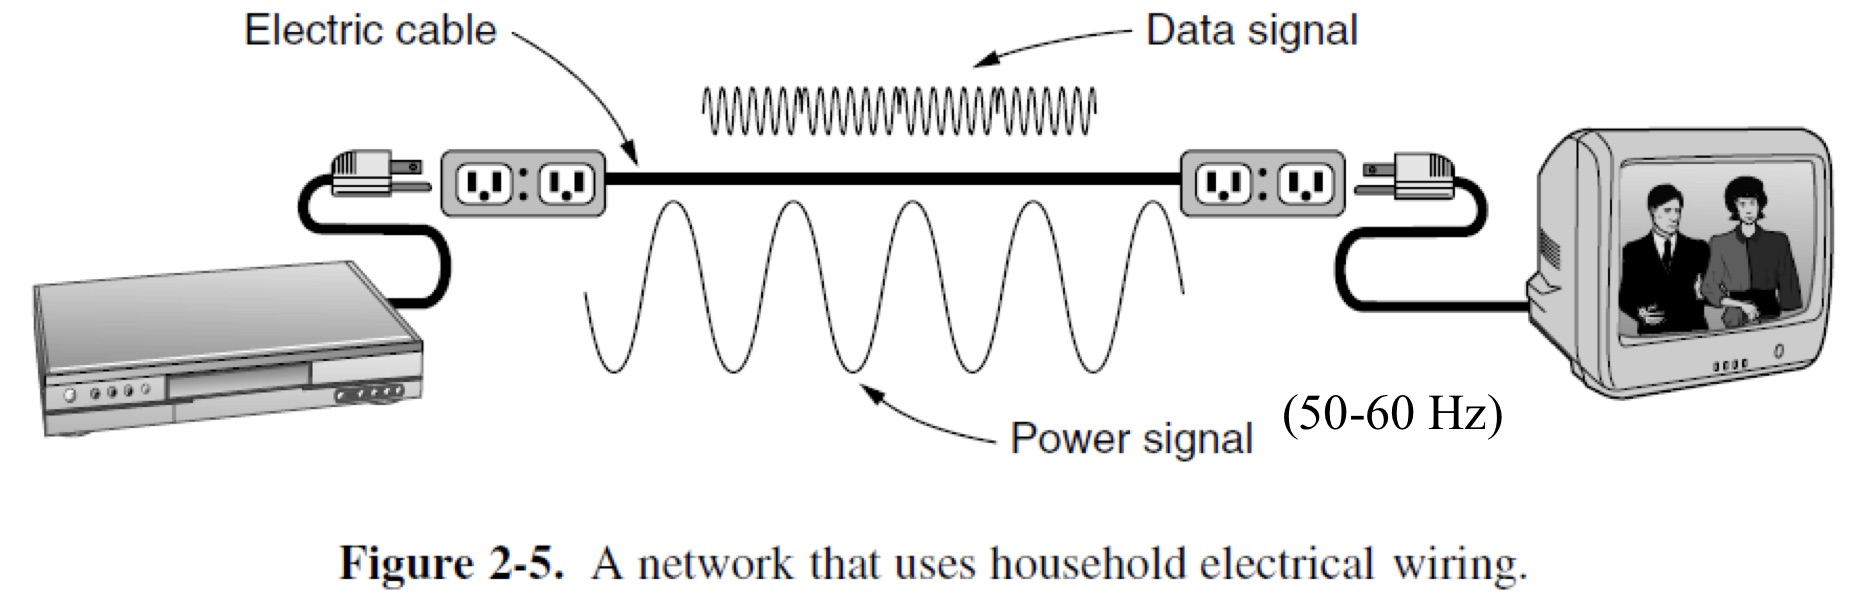 Electric cable
Data signal
Power signal
(50-60 Hz)
Figure 2-5. A network that uses household electrical wiring.